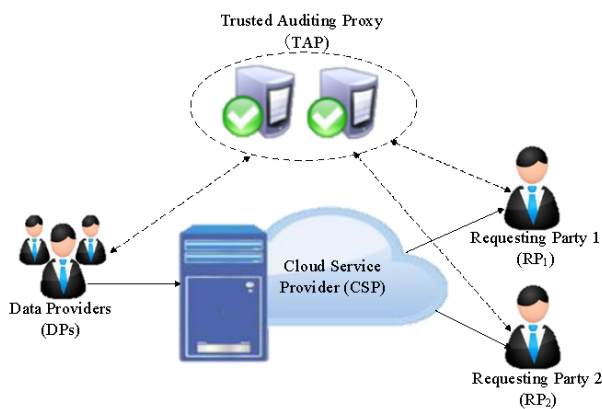 Trusted Auditing Proxy
(TAP)
Requesting Party 1
(RP₁)
Cloud Service
Provider (CSP)
Data Providers
(DPs)
Requesting Party 2
(RP₂)